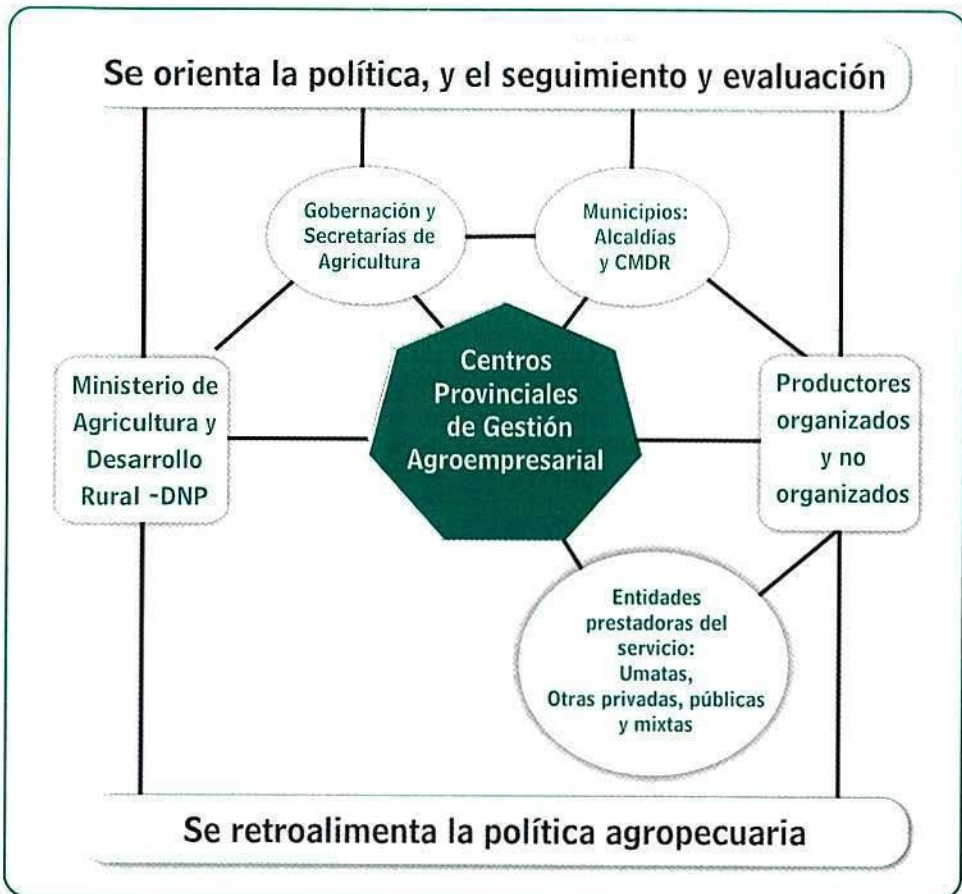 Se orienta la política, y el seguimiento y evaluación
Gobernación y
Secretarías de
Agricultura
Municipios:
Alcaldías
y CMDR
Centros
Provinciales
de Gestión
Agroempresarial
Ministerio de
Agricultura y
Desarrollo
Rural -DNP
Productores
organizados
y no
organizados
Entidades
prestadoras del
servicio:
Umatas,
Otras privadas, públicas
y mixtas
Se retroalimenta la política agropecuaria